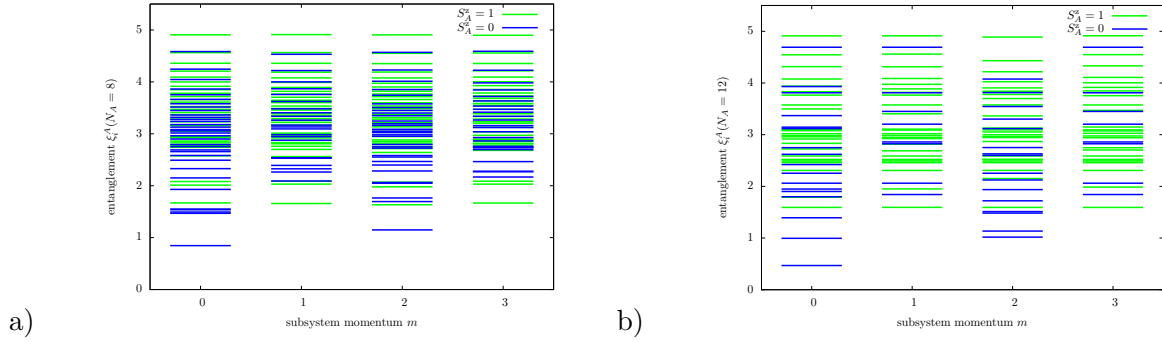 S_A^z = 1
S_A^z = 0
5
4
3
2
1
0
entanglement ξ_i^A(N_A = 8)
0 1 2 3
subsystem momentum m
a)
S_A^z = 1
S_A^z = 0
5
4
3
2
1
0
entanglement ξ_i^A(N_A = 12)
0 1 2 3
subsystem momentum m
b)